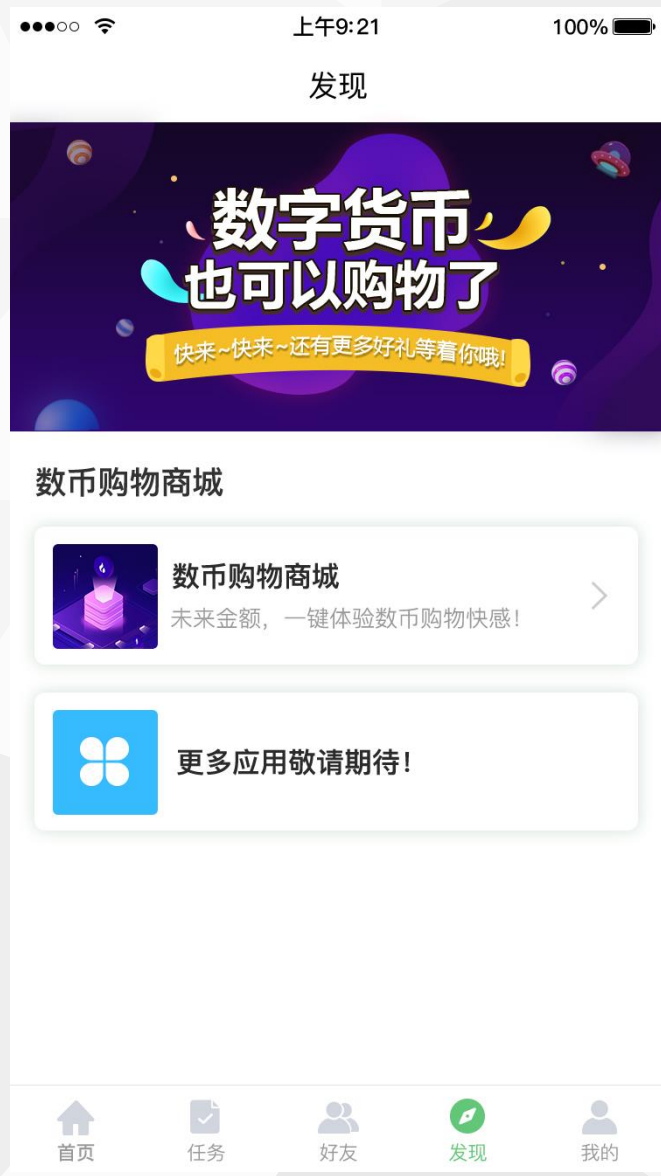 上午9:21
100%
发现
数字货币
也可以购物了
快来~快来~还有更多好礼等着你哦!
数币购物商城
数币购物商城
未来金额，一键体验数币购物快感！
更多应用敬请期待！
首页
任务
好友
发现
我的